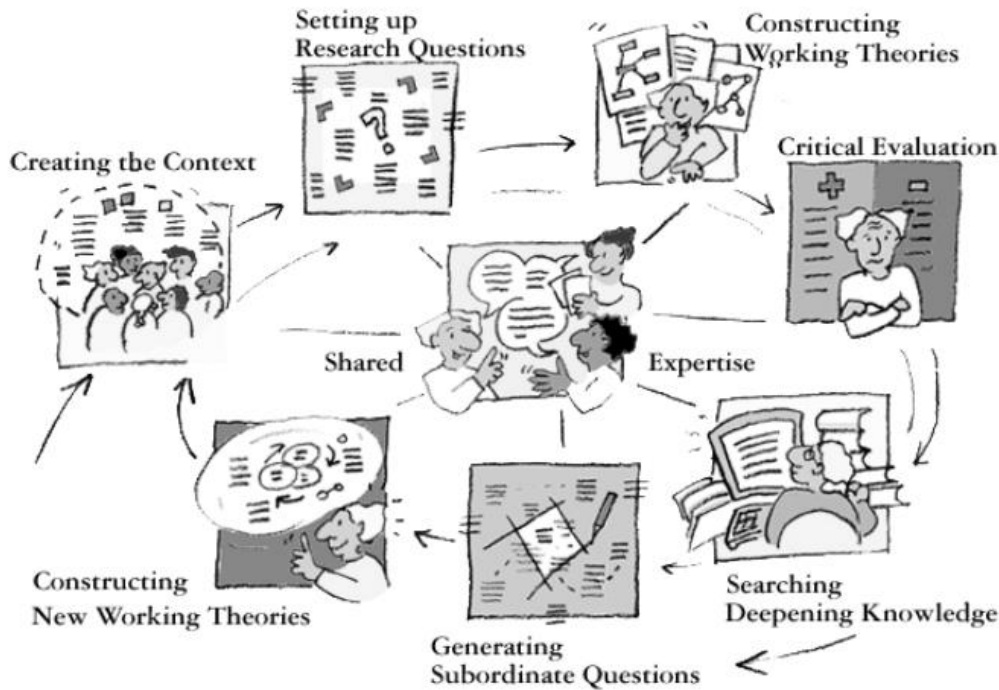 Setting up
Research Questions
Constructing
Working Theories
Creating the Context
Critical Evaluation
Shared
Expertise
Constructing
New Working Theories
Searching
Deepening Knowledge
Generating
Subordinate Questions